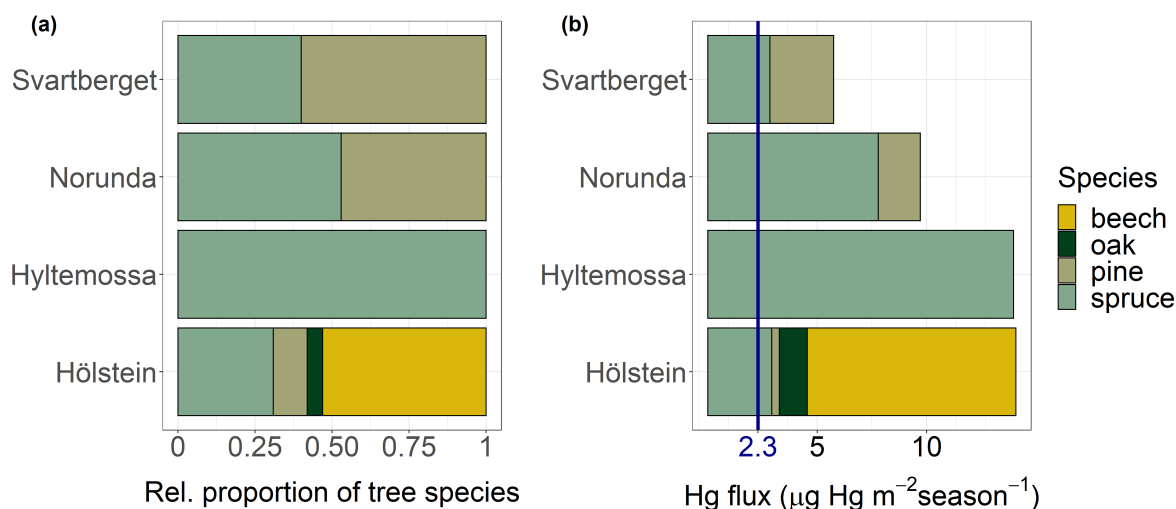 (a)
Svartberget
Norunda
Hyltemossa
Hölstein
0 0.25 0.50 0.75 1
Rel. proportion of tree species
(b)
Svartberget
Norunda
Hyltemossa
Hölstein
2.3 5 10
Hg flux (μg Hg m⁻²season⁻¹)
Species
beech
oak
pine
spruce